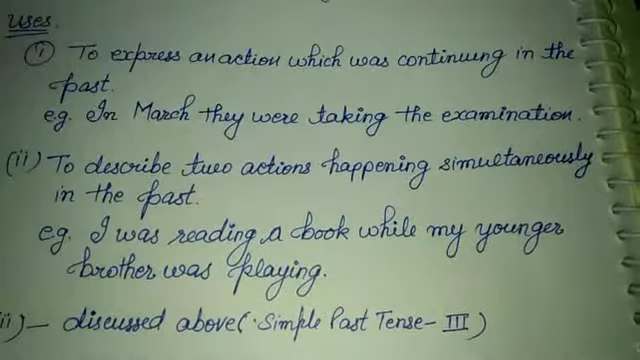 Uses.
(i) To express an action which was continuing in the
past.
e.g. In March they were taking the examination.
(ii) To describe two actions happening simultaneously
in the past.
e.g. I was reading a book while my younger
brother was playing.
ii) - discussed above (Simple Past Tense - III)